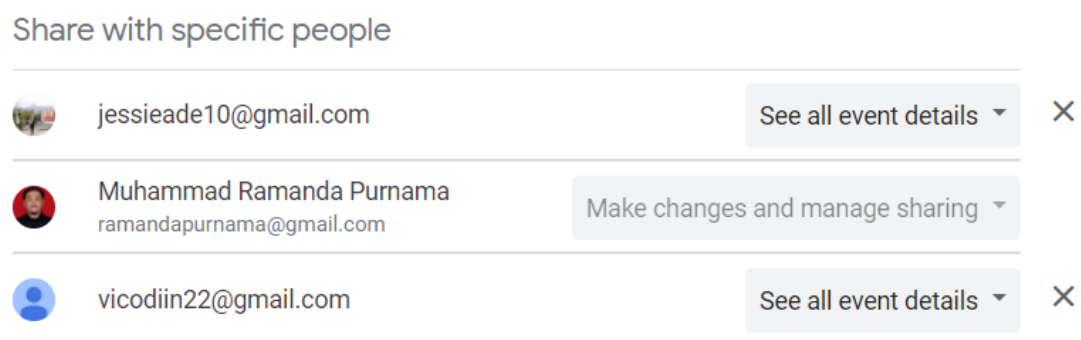 Share with specific people
jessieade10@gmail.com
See all event details
Muhammad Ramanda Purnama
ramandapurnama@gmail.com
Make changes and manage sharing
vicodiin22@gmail.com
See all event details